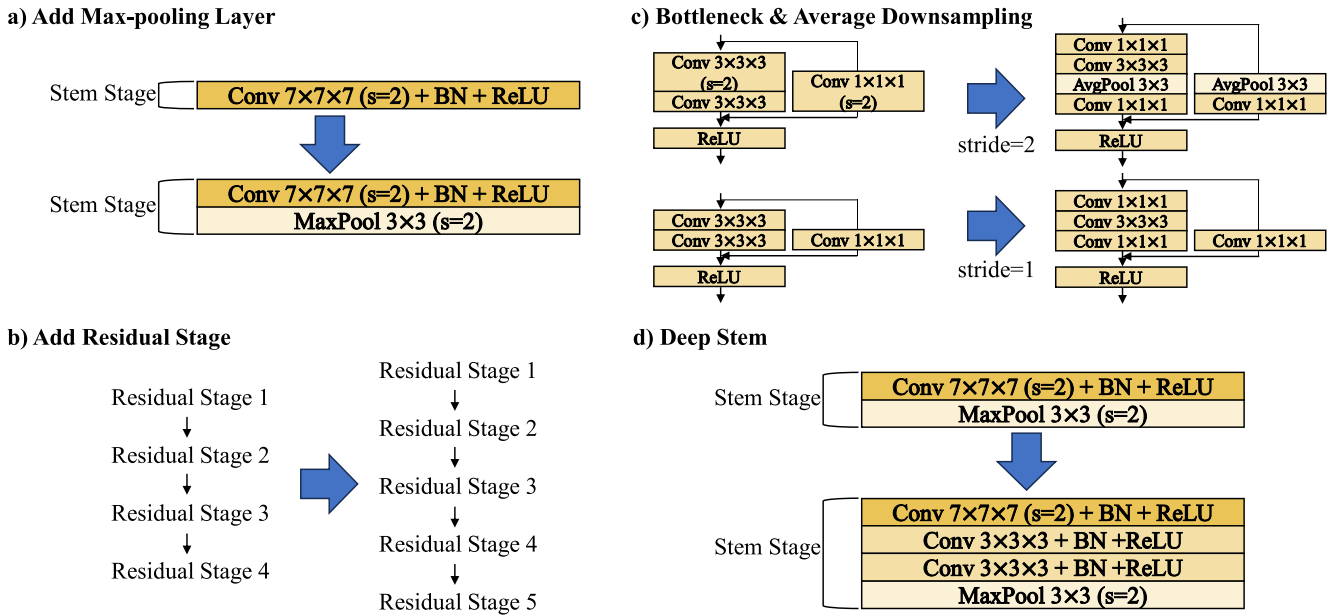 a) Add Max-pooling Layer
Stem Stage
Conv 7×7×7 (s=2) + BN + ReLU
Stem Stage
Conv 7×7×7 (s=2) + BN + ReLU
MaxPool 3×3 (s=2)
b) Add Residual Stage
Residual Stage 1
Residual Stage 2
Residual Stage 3
Residual Stage 4
Residual Stage 1
Residual Stage 2
Residual Stage 3
Residual Stage 4
Residual Stage 5
c) Bottleneck & Average Downsampling
Conv 3×3×3
(s=2)
Conv 3×3×3
Conv 1×1×1
(s=2)
ReLU
stride=2
Conv 1×1×1
Conv 3×3×3
AvgPool 3×3
Conv 1×1×1
AvgPool 3×3
Conv 1×1×1
ReLU
Conv 3×3×3
Conv 3×3×3
Conv 1×1×1
ReLU
stride=1
Conv 1×1×1
Conv 3×3×3
Conv 1×1×1
Conv 1×1×1
ReLU
d) Deep Stem
Stem Stage
Conv 7×7×7 (s=2) + BN + ReLU
MaxPool 3×3 (s=2)
Stem Stage
Conv 7×7×7 (s=2) + BN + ReLU
Conv 3×3×3 + BN +ReLU
Conv 3×3×3 + BN +ReLU
MaxPool 3×3 (s=2)